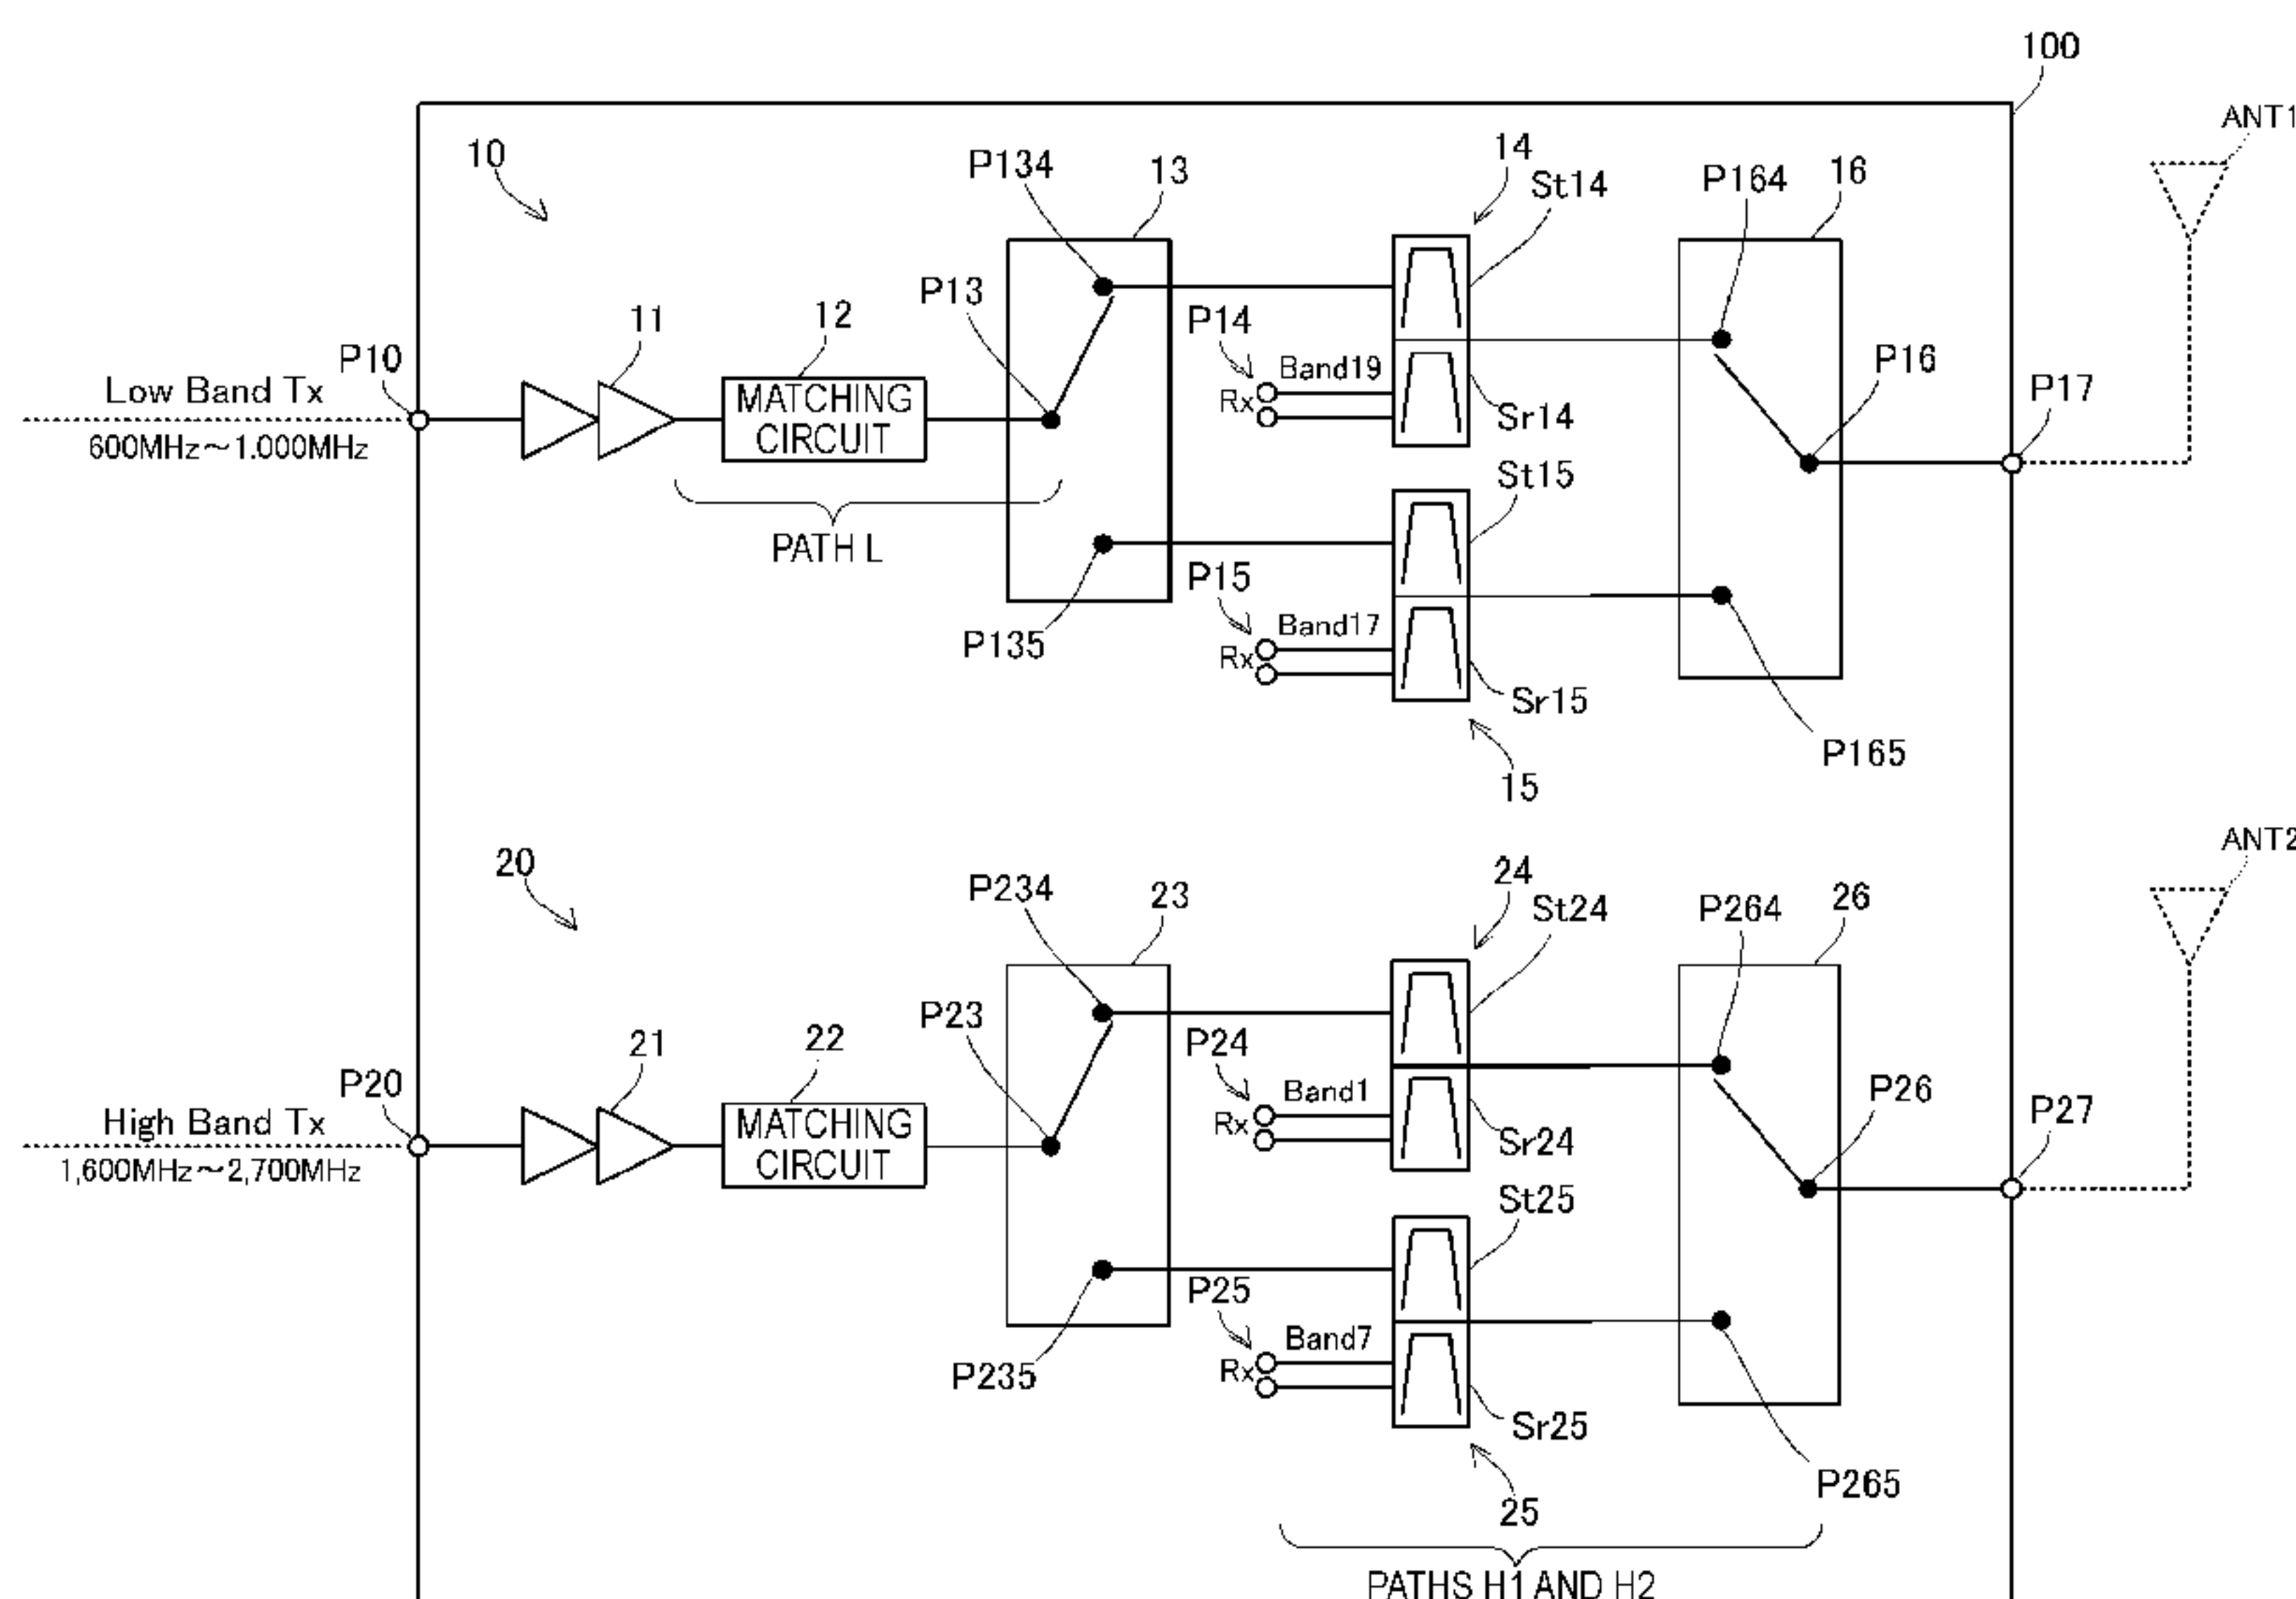 100
ANT1
10
P134
13
14
St14
P164
16
P13
P14
11
12
P10
Low Band Tx
600MHz~1.000MHz
MATCHING
CIRCUIT
Band19
Rx
Sr14
P16
P17
PATH L
St15
P15
Band17
Rx
P135
Sr15
P165
15
20
P234
23
24
St24
P264
26
ANT2
P23
P24
21
22
P20
High Band Tx
1,600MHz~2,700MHz
MATCHING
CIRCUIT
Band1
Rx
Sr24
P26
P27
St25
P25
Band7
Rx
P235
Sr25
P265
25
PATHS H1 AND H2